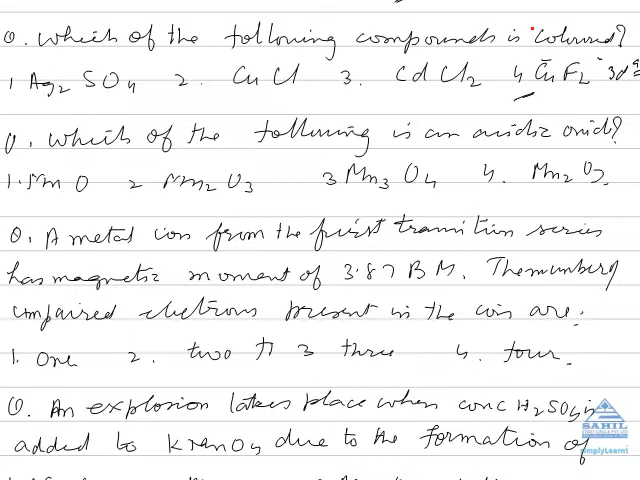 Q. Which of the following compounds is coloured?
1. Ag2 SO4 2. CuCl 3. CdCl2 4. CuF2 3d9
Q. Which of the following is an acidic oxide?
1. MnO 2 Mn2O3 3 Mn3O4 4. Mn2O7
Q. A metal ion from the first transition series
has magnetic moment of 3.87 BM. The number of
unpaired electrons present in the ion are:
1. One 2. two 3 three 4. four.
Q. An explosion takes place when conc H2SO4 is
added to KMnO4 due to the formation of
SAHIL
simplyLearnt